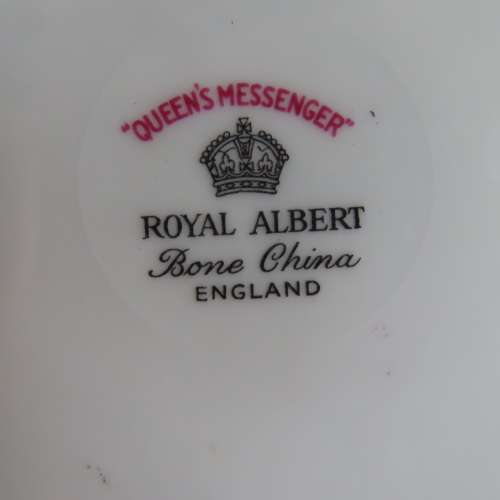 "QUEEN'S MESSENGER"
ROYAL ALBERT
Bone China
ENGLAND